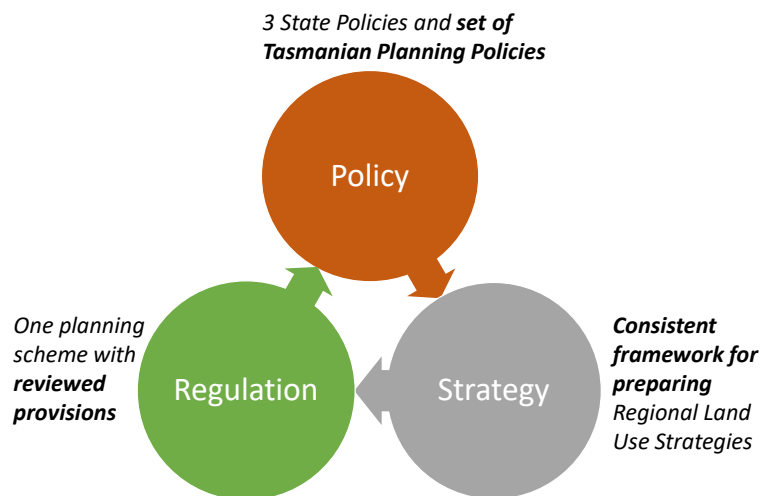 3 State Policies and set of
Tasmanian Planning Policies
Policy
One planning
scheme with
reviewed
provisions
Regulation
Strategy
Consistent
framework for
preparing
Regional Land
Use Strategies